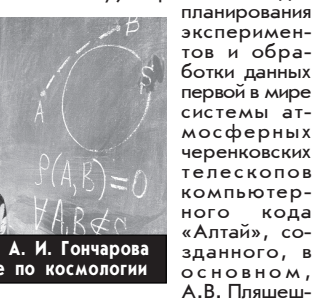 планирования
эксперимен-
тов и обра-
ботки данных
первой в мире
системы ат-
мосферных
черенковских
телескопов
компьютер-
ного кода
«Алтай», со-
зданного, в
основном,
А.В. Пляшеш-
B
S
A
ρ(A,B)=0
∀A,B∉S
А. И. Гончарова
е по космологии